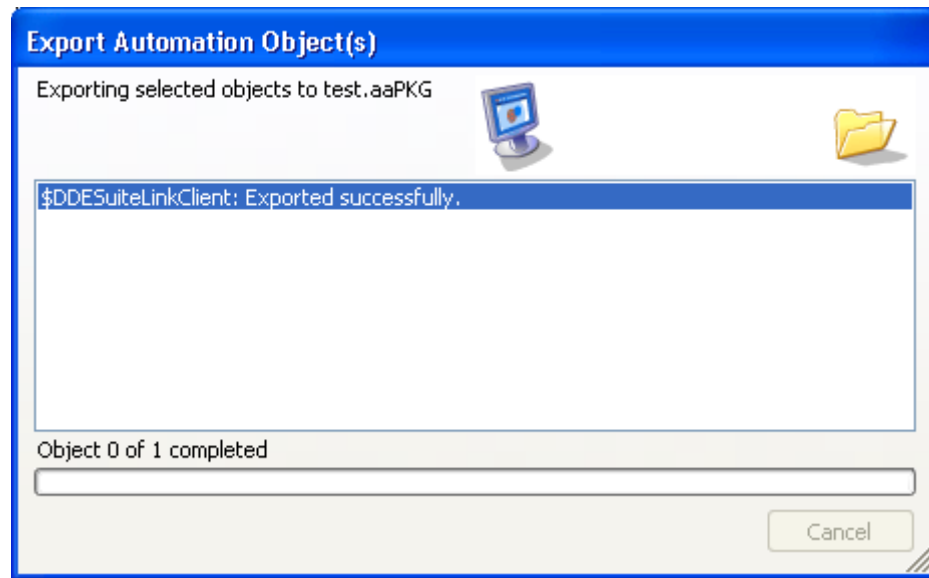 Export Automation Object(s)
Exporting selected objects to test.aaPKG
$DDESuiteLinkClient: Exported successfully.
Object 0 of 1 completed
Cancel